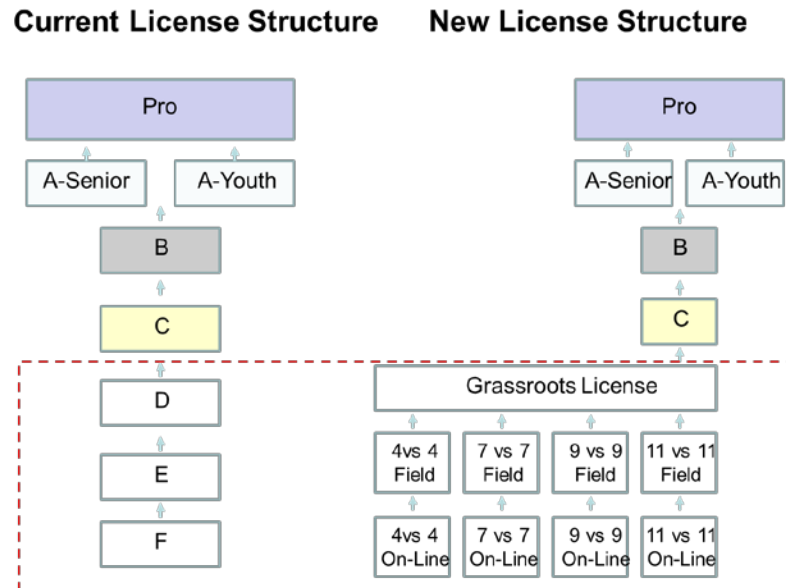 Current License Structure
New License Structure
Pro
Pro
A-Senior
A-Youth
A-Senior
A-Youth
B
B
C
C
D
Grassroots License
E
4vs 4
Field
7 vs 7
Field
9 vs 9
Field
11 vs 11
Field
F
4vs 4
On-Line
7 vs 7
On-Line
9 vs 9
On-Line
11 vs 11
On-Line